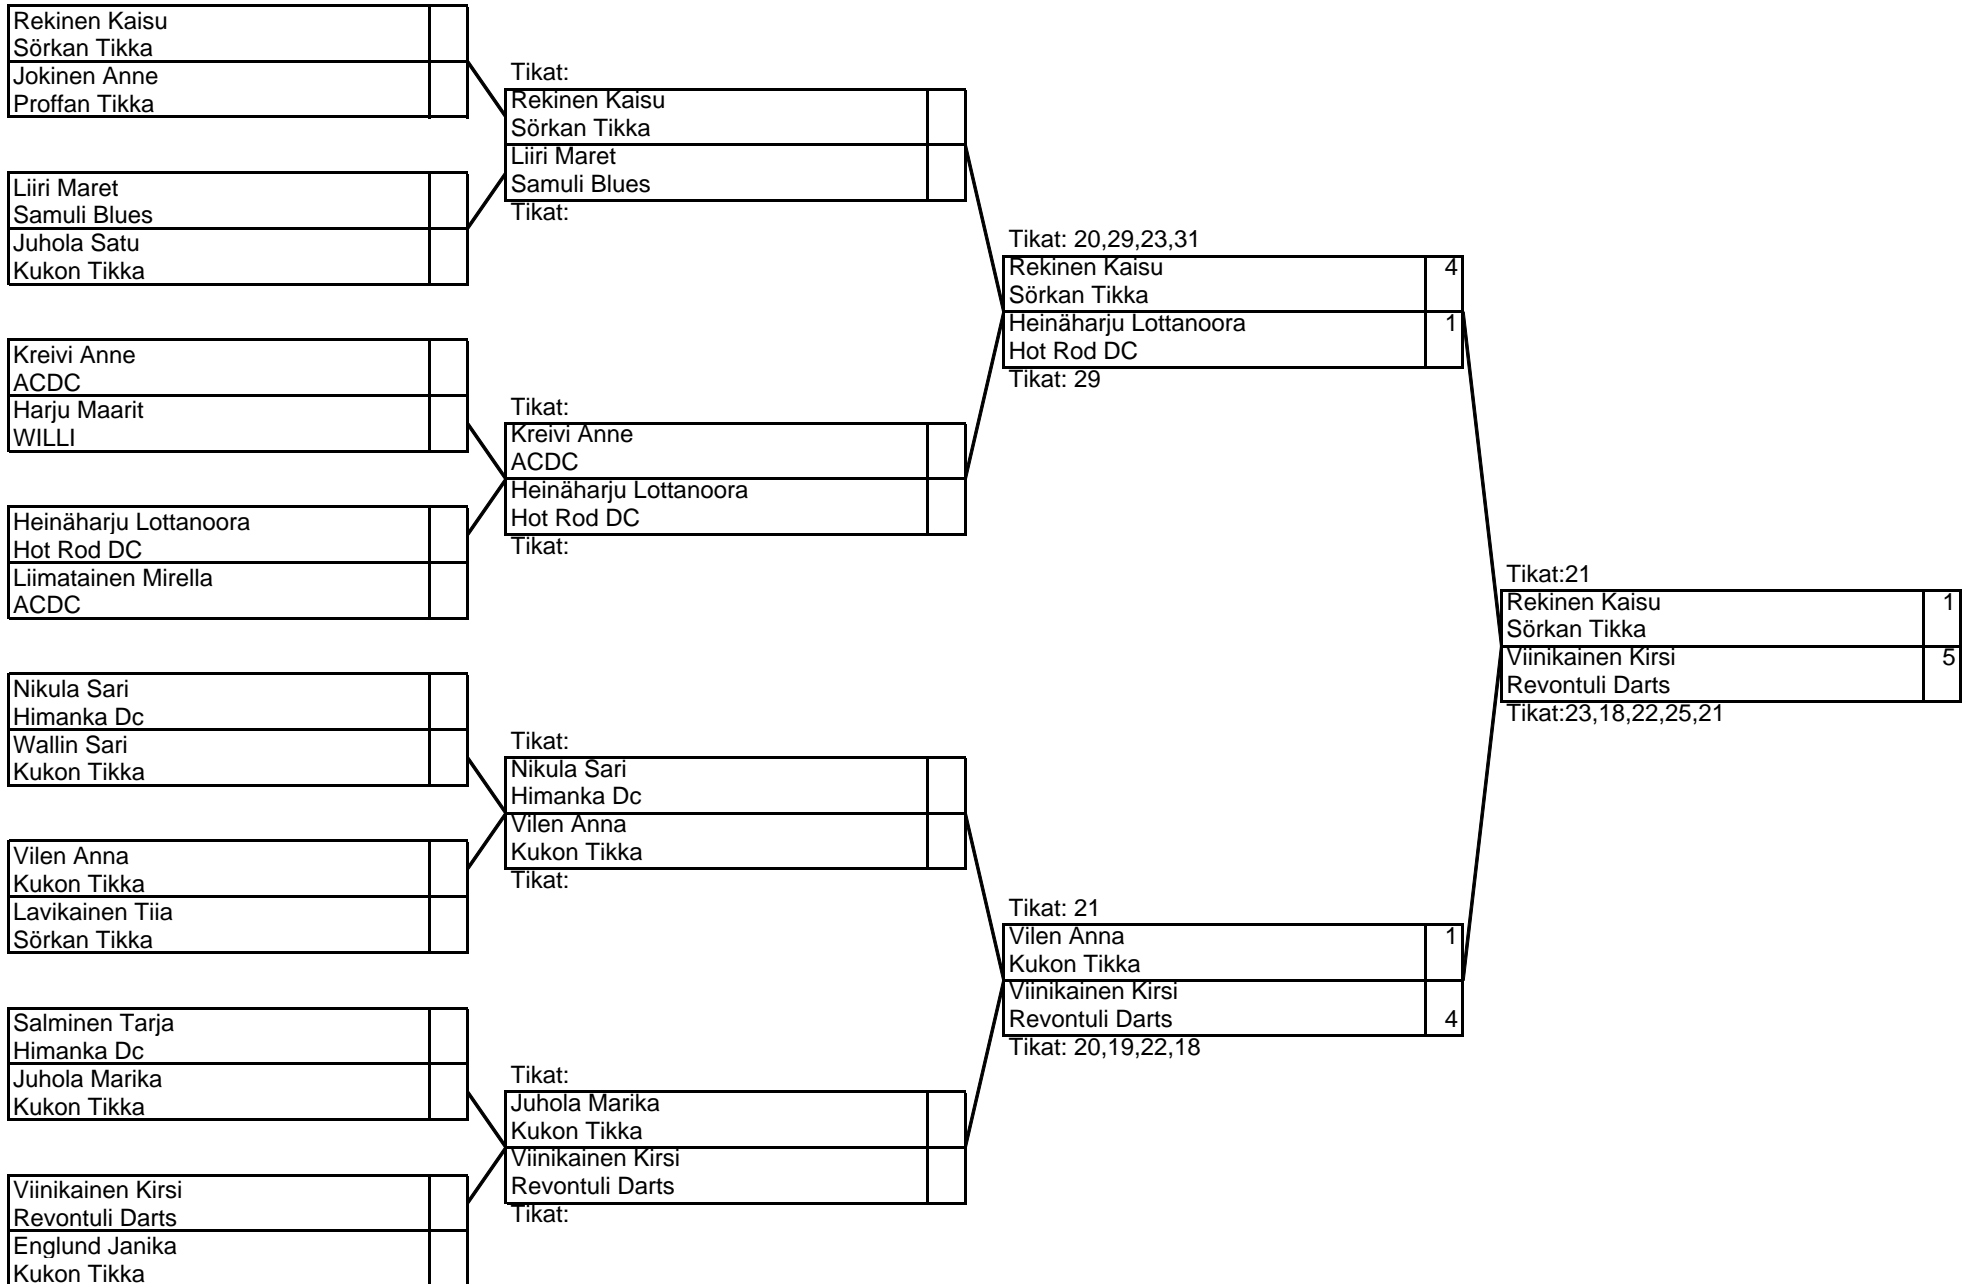 Rekinen Kaisu
Sörkan Tikka
Jokinen Anne
Proffan Tikka
Liiri Maret
Samuli Blues
Juhola Satu
Kukon Tikka
Kreivi Anne
ACDC
Harju Maarit
WILLI
Heinäharju Lottanoora
Hot Rod DC
Liimatainen Mirella
ACDC
Nikula Sari
Himanka Dc
Wallin Sari
Kukon Tikka
Vilen Anna
Kukon Tikka
Lavikainen Tiia
Sörkan Tikka
Salminen Tarja
Himanka Dc
Juhola Marika
Kukon Tikka
Viinikainen Kirsi
Revontuli Darts
Englund Janika
Kukon Tikka
Tikat:
Rekinen Kaisu
Sörkan Tikka
Liiri Maret
Samuli Blues
Tikat:
Tikat:
Kreivi Anne
ACDC
Heinäharju Lottanoora
Hot Rod DC
Tikat:
Tikat:
Nikula Sari
Himanka Dc
Vilen Anna
Kukon Tikka
Tikat:
Tikat:
Juhola Marika
Kukon Tikka
Viinikainen Kirsi
Revontuli Darts
Tikat:
Tikat: 20,29,23,31
Rekinen Kaisu 4
Sörkan Tikka
Heinäharju Lottanoora 1
Hot Rod DC
Tikat: 29
Tikat: 21
Vilen Anna 1
Kukon Tikka
Viinikainen Kirsi
Revontuli Darts 4
Tikat: 20,19,22,18
Tikat:21
Rekinen Kaisu 1
Sörkan Tikka
Viinikainen Kirsi 5
Revontuli Darts
Tikat:23,18,22,25,21